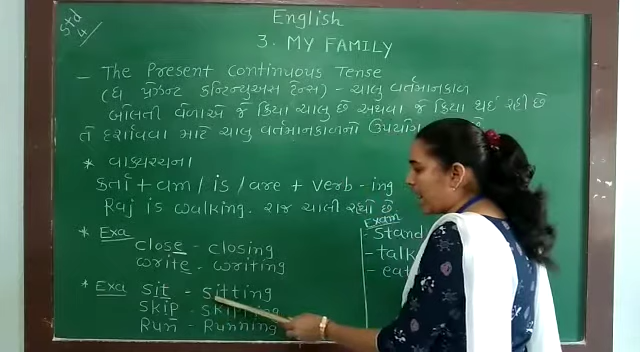 Std 4
English
3. MY FAMILY
- The Present Continuous Tense
(ધ પ્રેઝન્ટ કન્ટિન્યુઅસ ટેન્સ) - ચાલુ વર્તમાનકાળ
બોલતી વેળાએ જે ક્રિયા ચાલુ છે અથવા જે ક્રિયા થઈ રહી છે
તે દર્શાવવા માટે ચાલુ વર્તમાનકાળનો ઉપયોગ છે.
* વાક્યરચના
કર્તા + am / is / are + verb - ing
Raj is walking. રાજ ચાલી રહ્યો છે.
* Exa
close - closing
write - writing
* Exa sit - sitting
skip - skipping
Run - Running
Exam
- Stand
- talk
- eat